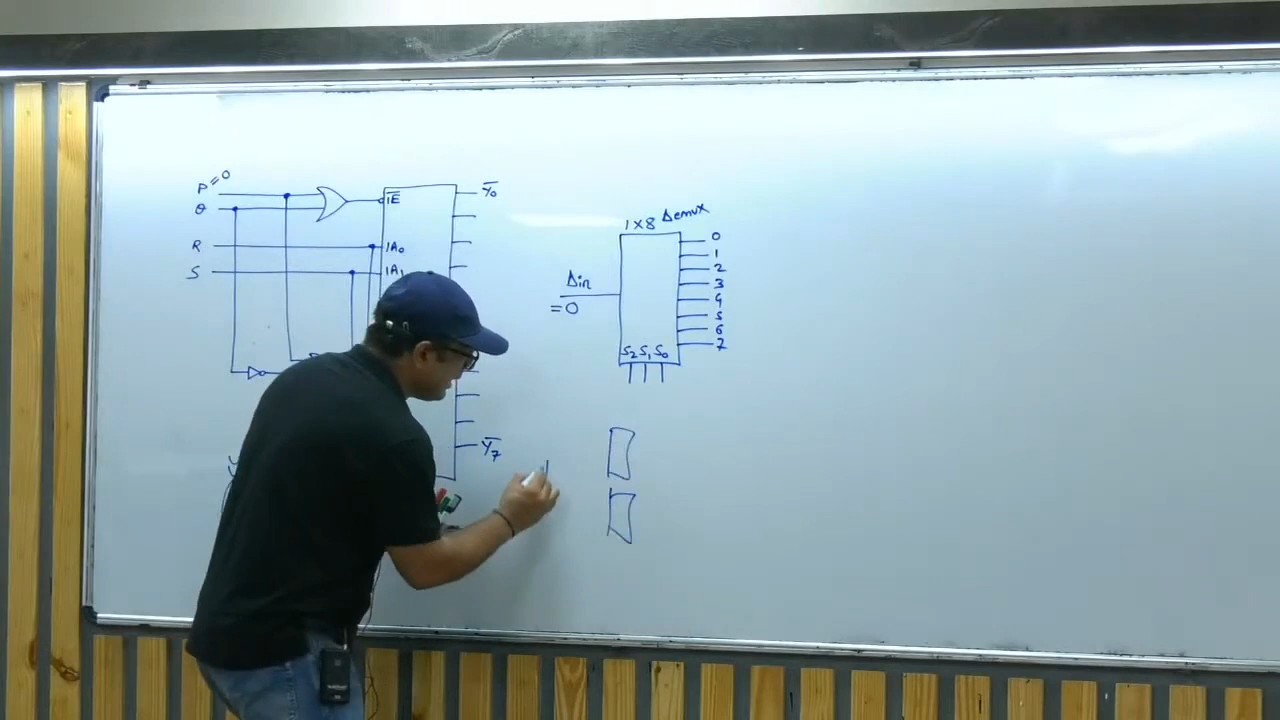 P=0
Q
R
S
1E̅
1A₀
1A₁
Y̅₀
Y̅₇
1×8 Demux
Din
=0
S₂ S₁ S₀
0
1
2
3
4
5
6
7